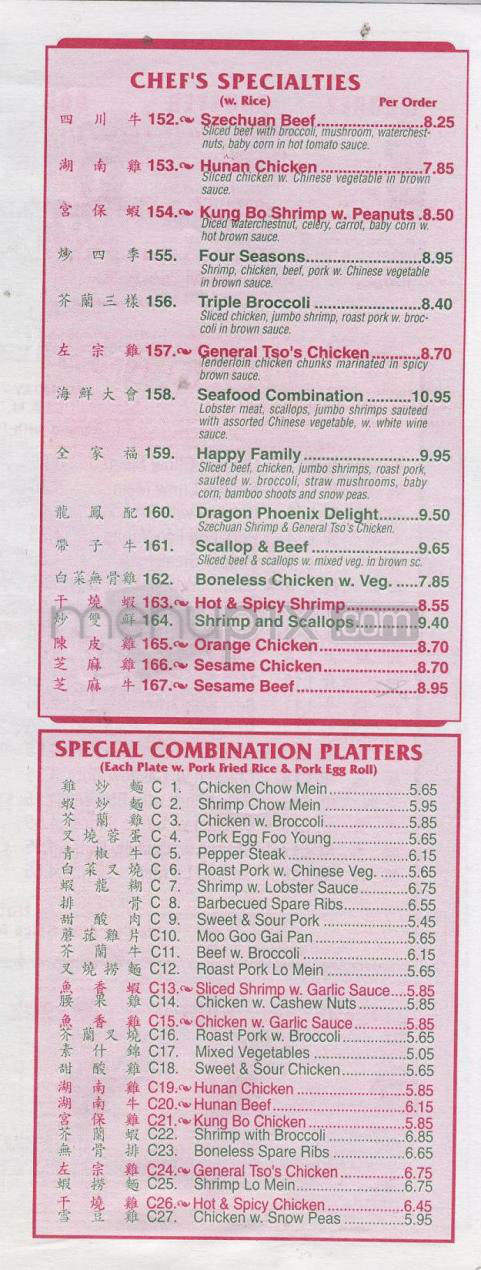 CHEF'S SPECIALTIES
(w. Rice) Per Order
四 川 牛 152. Szechuan Beef..............................8.25
Sliced beef with broccoli, mushroom, waterchest-
nuts, baby corn in hot tomato sauce.
湖 南 雞 153. Hunan Chicken..............................7.85
Sliced chicken w. Chinese vegetable in brown
sauce.
宮 保 蝦 154. Kung Bo Shrimp w. Peanuts .8.50
Diced waterchestnut, celery, carrot, baby corn w.
hot brown sauce.
炒 四 季 155. Four Seasons..............................8.95
Shrimp, chicken, beef, pork w. Chinese vegetable
in brown sauce.
芥 蘭 三 樣 156. Triple Broccoli ..........................8.40
Sliced chicken, jumbo shrimp, roast pork w. broc-
coli in brown sauce.
左 宗 雞 157. General Tso's Chicken...........8.70
Tenderloin chicken chunks marinated in spicy
brown sauce.
海 鮮 大 會 158. Seafood Combination ..........10.95
Lobster meat, scallops, jumbo shrimps sauteed
with assorted Chinese vegetable, w. white wine
sauce.
全 家 福 159. Happy Family............................9.95
Sliced beef, chicken, jumbo shrimps, roast pork,
sauteed w. broccoli, straw mushrooms, baby
corn, bamboo shoots and snow peas.
龍 鳳 配 160. Dragon Phoenix Delight.........9.50
Szechuan Shrimp & General Tso's Chicken.
帶 子 牛 161. Scallop & Beef .........................9.65
Sliced beef & scallops w. mixed veg. in brown sc.
白菜無骨雞 162. Boneless Chicken w. Veg. .....7.85
干 燒 蝦 163. Hot & Spicy Shrimp..................8.55
炒 雙 鮮 164. Shrimp and Scallops...............9.40
陳 皮 雞 165. Orange Chicken.......................8.70
芝 麻 雞 166. Sesame Chicken......................8.70
芝 麻 牛 167. Sesame Beef............................8.95
menupix.com
SPECIAL COMBINATION PLATTERS
(Each Plate w. Pork Fried Rice & Pork Egg Roll)
雞 炒 麵 C 1. Chicken Chow Mein...................5.65
蝦 炒 麵 C 2. Shrimp Chow Mein ....................5.95
芥 蘭 雞 C 3. Chicken w. Broccoli....................5.85
叉 燒 蓉 蛋 C 4. Pork Egg Foo Young..................5.65
青 椒 牛 C 5. Pepper Steak.............................6.15
白 菜 叉 燒 C 6. Roast Pork w. Chinese Veg. ......5.65
蝦 龍 糊 C 7. Shrimp w. Lobster Sauce...........6.75
排 骨 C 8. Barbecued Spare Ribs...............6.55
甜 酸 肉 C 9. Sweet & Sour Pork ....................5.45
蘑 菇 雞 片 C10. Moo Goo Gai Pan ......................5.65
芥 蘭 牛 C11. Beef w. Broccoli.........................6.15
叉 燒 撈 麵 C12. Roast Pork Lo Mein ..................5.65
魚 香 蝦 C13. Sliced Shrimp w. Garlic Sauce....5.85
腰 果 雞 C14. Chicken w. Cashew Nuts............5.85
魚 香 雞 C15. Chicken w. Garlic Sauce............5.85
芥 蘭 叉 燒 C16. Roast Pork w. Broccoli...............5.65
素 什 錦 C17. Mixed Vegetables ......................5.05
甜 酸 雞 C18. Sweet & Sour Chicken...............5.65
湖 南 雞 C19. Hunan Chicken ..........................5.85
湖 南 牛 C20. Hunan Beef...............................6.15
宮 保 雞 C21. Kung Bo Chicken.......................5.85
芥 蘭 蝦 C22. Shrimp with Broccoli .................6.85
無 骨 排 C23. Boneless Spare Ribs ................6.65
左 宗 雞 C24. General Tso's Chicken...............6.75
蝦 撈 麵 C25. Shrimp Lo Mein.........................6.75
干 燒 雞 C26. Hot & Spicy Chicken .................6.45
雪 豆 雞 C27. Chicken w. Snow Peas ..............5.95